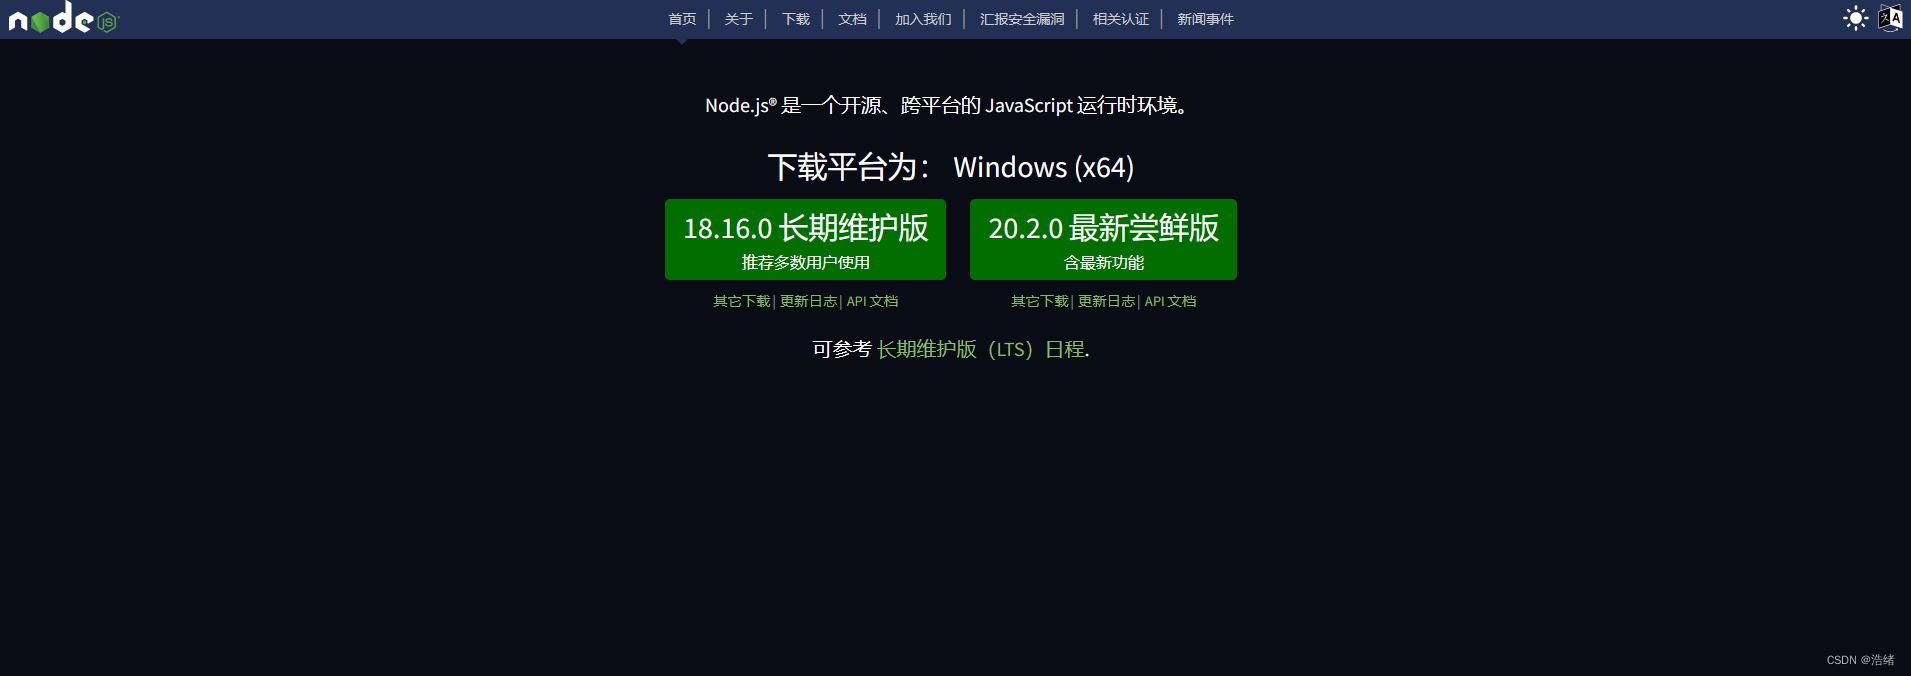 node JS
首页 | 关于 | 下载 | 文档 | 加入我们 | 汇报安全漏洞 | 相关认证 | 新闻事件
Node.js® 是一个开源、跨平台的 JavaScript 运行时环境。
下载平台为： Windows (x64)
18.16.0 长期维护版
推荐多数用户使用
其它下载 | 更新日志 | API 文档
20.2.0 最新尝鲜版
含最新功能
其它下载 | 更新日志 | API 文档
可参考 长期维护版（LTS）日程.
CSDN @浩绪